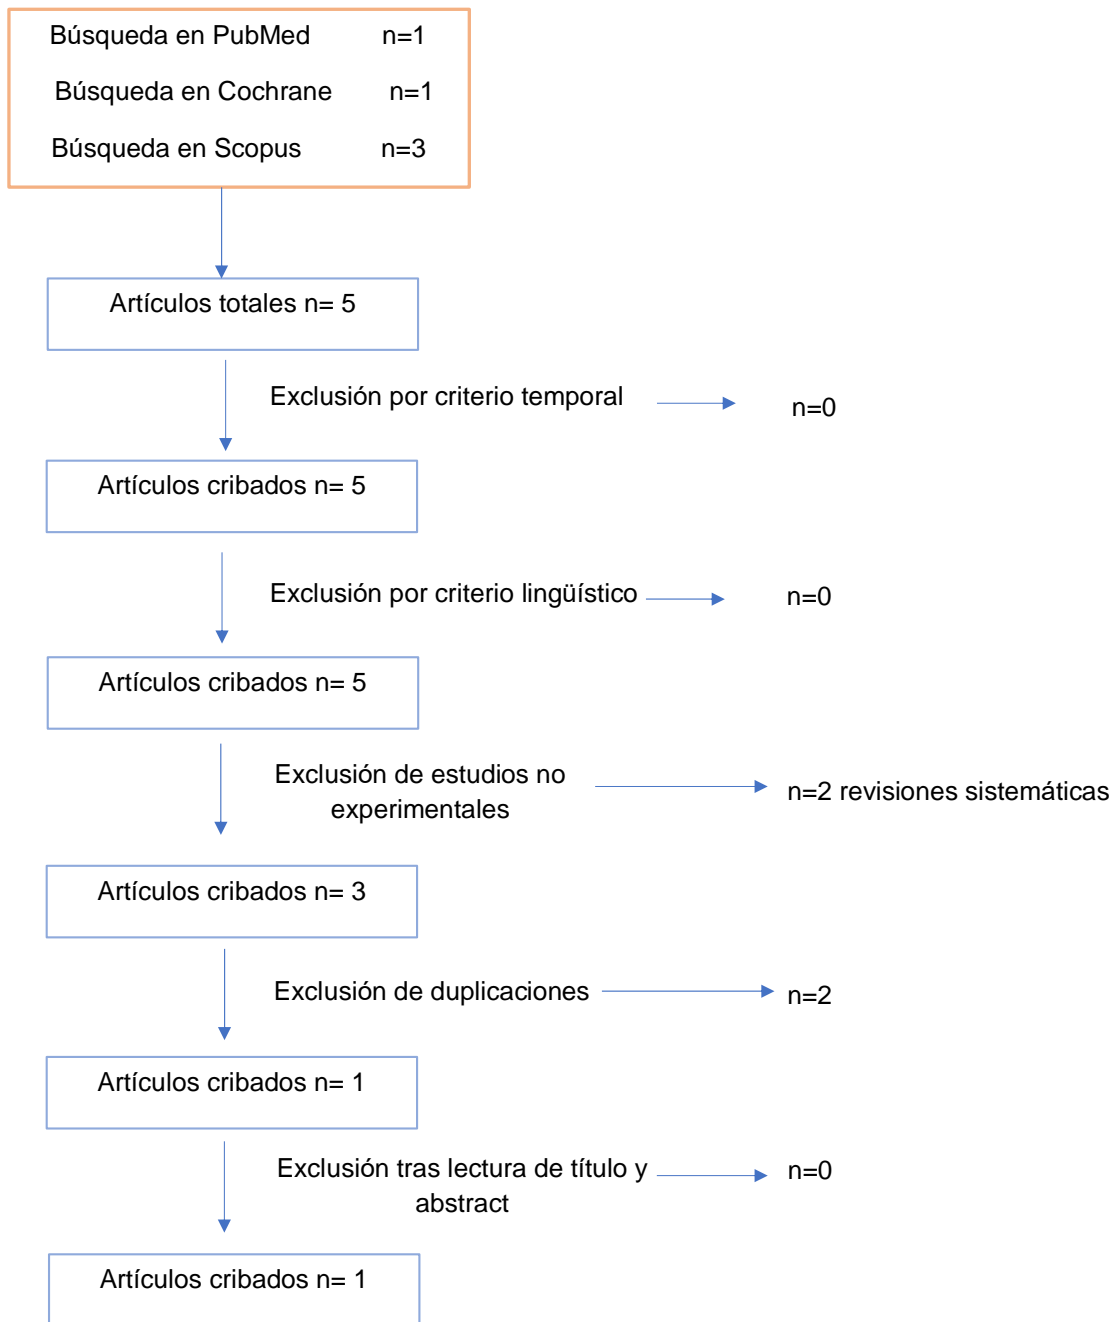 Búsqueda en PubMed n=1
Búsqueda en Cochrane n=1
Búsqueda en Scopus n=3
Artículos totales n= 5
Exclusión por criterio temporal n=0
Artículos cribados n= 5
Exclusión por criterio lingüístico n=0
Artículos cribados n= 5
Exclusión de estudios no
experimentales
n=2 revisiones sistemáticas
Artículos cribados n= 3
Exclusión de duplicaciones n=2
Artículos cribados n= 1
Exclusión tras lectura de título y
abstract
n=0
Artículos cribados n= 1